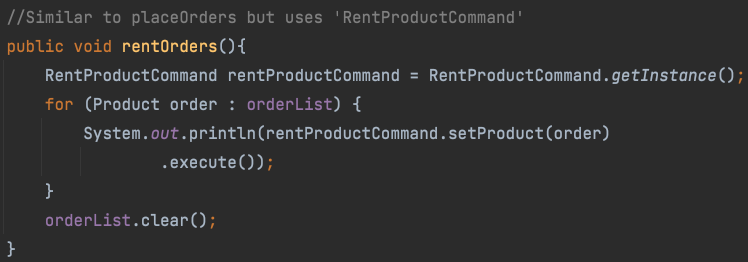 //Similar to placeOrders but uses 'RentProductCommand'
public void rentOrders(){
    RentProductCommand rentProductCommand = RentProductCommand.getInstance();
    for (Product order : orderList) {
        System.out.println(rentProductCommand.setProduct(order)
                .execute());
    }
    orderList.clear();
}